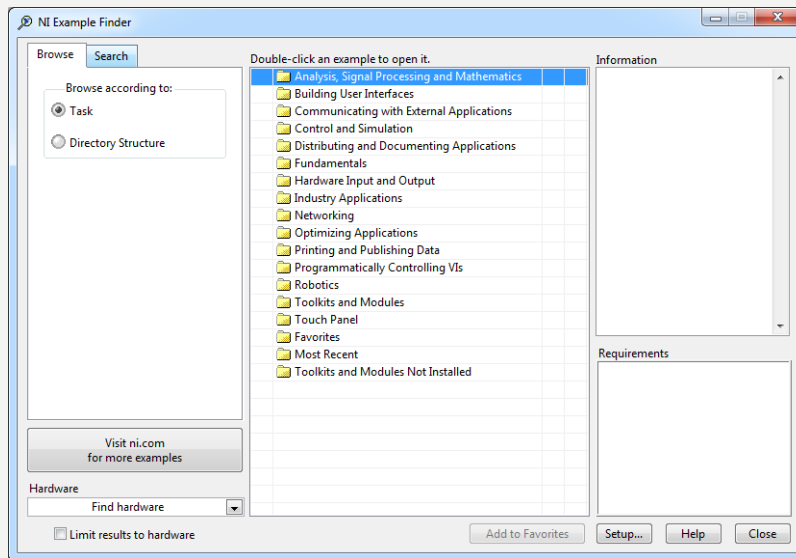 NI Example Finder
Browse
Search
Browse according to:
Task
Directory Structure
Visit ni.com
for more examples
Hardware
Find hardware
Limit results to hardware
Double-click an example to open it.
Analysis, Signal Processing and Mathematics
Building User Interfaces
Communicating with External Applications
Control and Simulation
Distributing and Documenting Applications
Fundamentals
Hardware Input and Output
Industry Applications
Networking
Optimizing Applications
Printing and Publishing Data
Programmatically Controlling VIs
Robotics
Toolkits and Modules
Touch Panel
Favorites
Most Recent
Toolkits and Modules Not Installed
Information
Requirements
Add to Favorites
Setup...
Help
Close